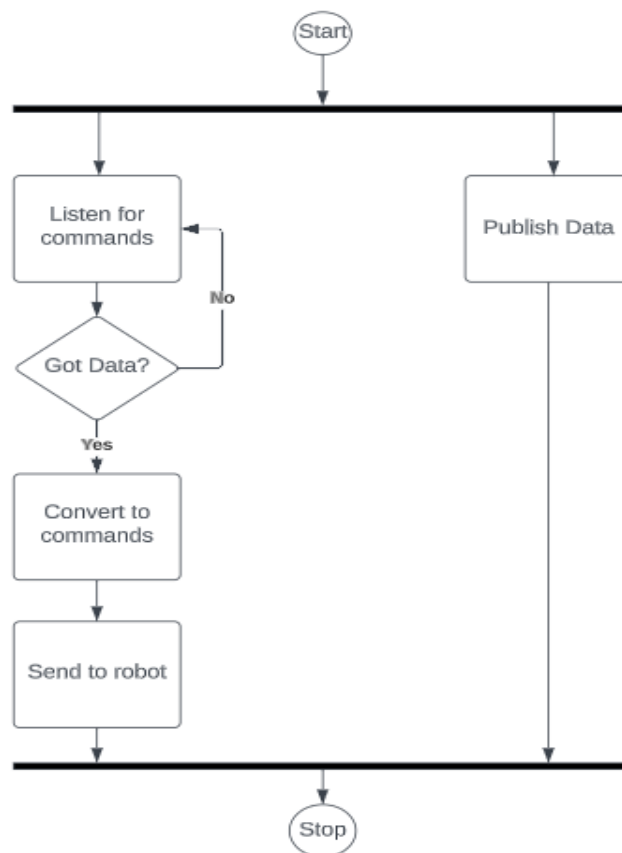 Start
Listen for
commands
Publish Data
No
Got Data?
Yes
Convert to
commands
Send to robot
Stop